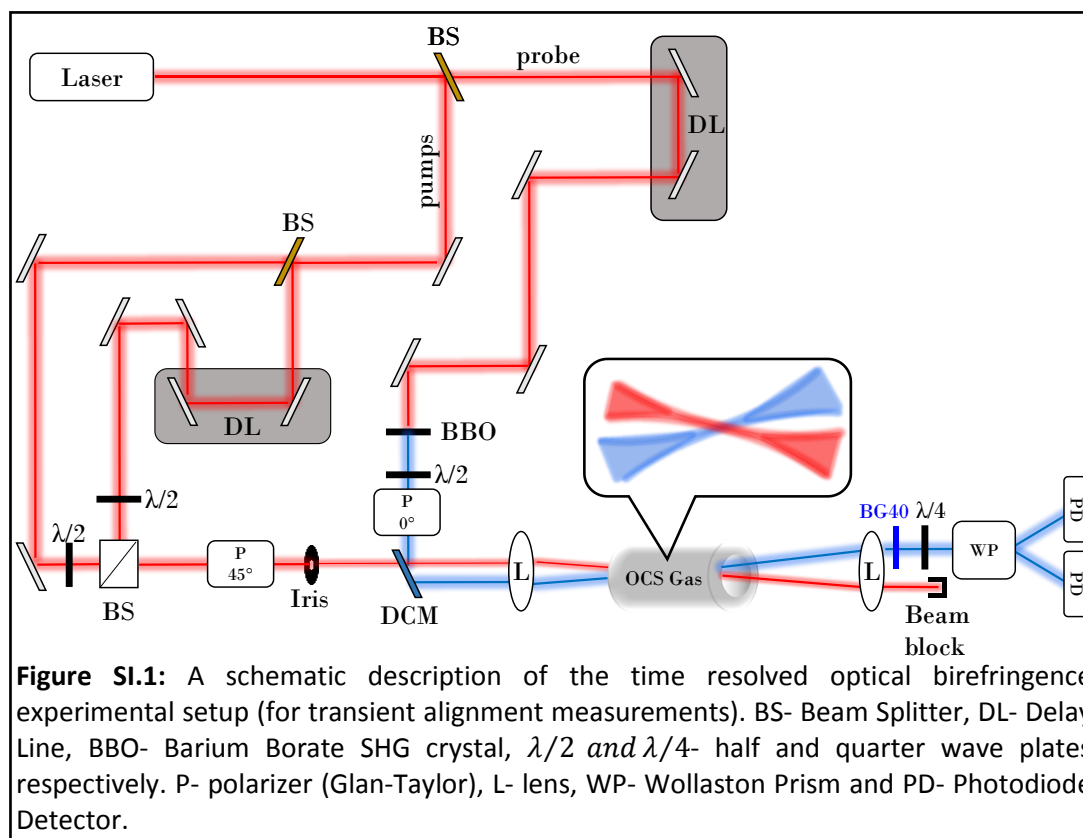 BS
probe
Laser
DL
pumps
BS
DL
BBO
λ/2
λ/2
λ/2
P
0°
P
45°
BS
Iris
DCM
L
OCS Gas
L
BG40
λ/4
WP
PD
PD
Beam
block
Figure SI.1: A schematic description of the time resolved optical birefringence
experimental setup (for transient alignment measurements). BS- Beam Splitter, DL- Delay
Line, BBO- Barium Borate SHG crystal, λ/2 and λ/4- half and quarter wave plates
respectively. P- polarizer (Glan-Taylor), L- lens, WP- Wollaston Prism and PD- Photodiode
Detector.